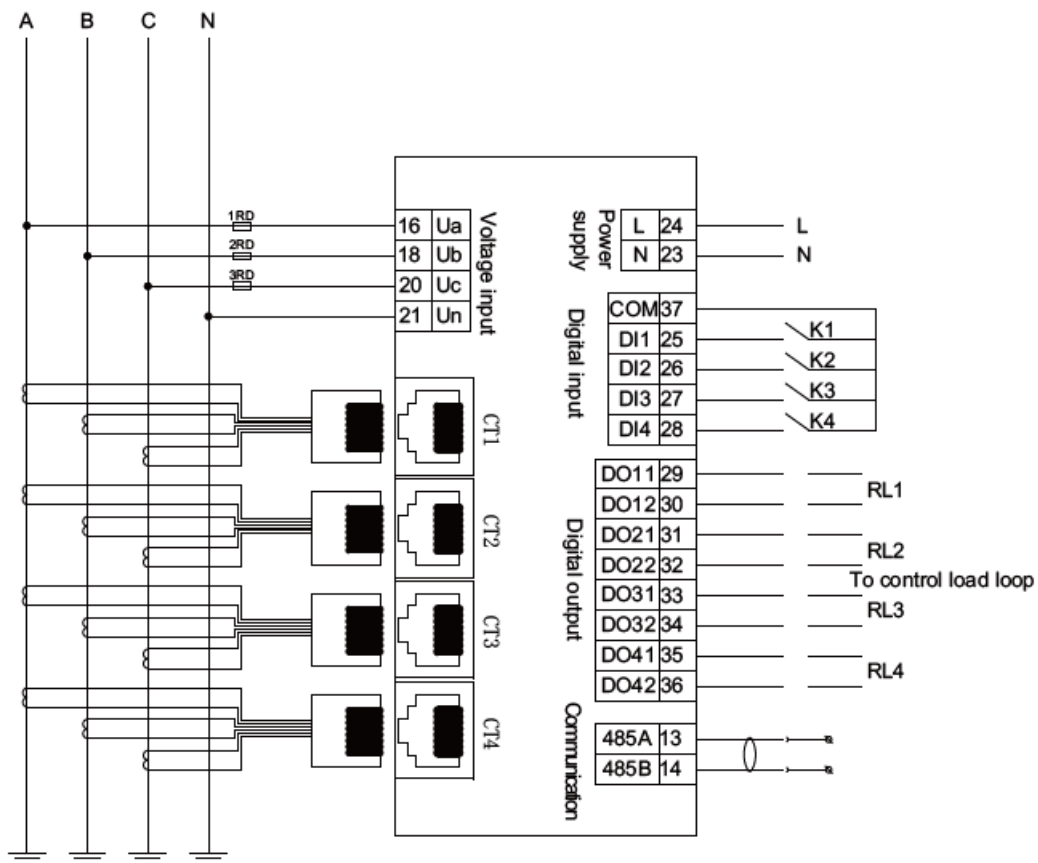 A B C N
1RD
2RD
3RD
16 Ua
18 Ub
20 Uc
21 Un
Voltage input
CT1
CT2
CT3
CT4
Power
supply
L 24 L
N 23 N
Digital input
COM 37
DI1 25 K1
DI2 26 K2
DI3 27 K3
DI4 28 K4
Digital output
DO11 29
DO12 30
RL1
DO21 31
DO22 32
RL2
To control load loop
DO31 33
DO32 34
RL3
DO41 35
DO42 36
RL4
Communication
485A 13
485B 14